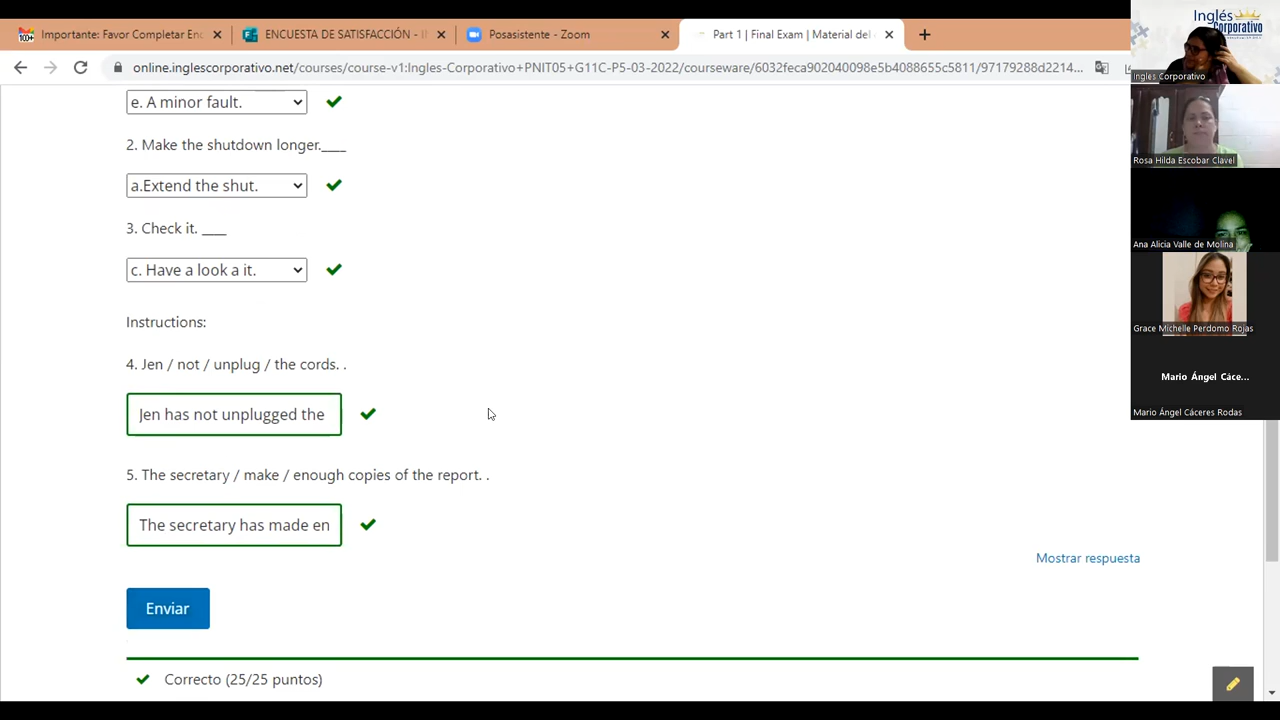 Importante: Favor Completar Enc
ENCUESTA DE SATISFACCIÓN - I
Posasistente - Zoom
Part 1 | Final Exam | Material del
online.inglescorporativo.net/courses/course-v1:Ingles-Corporativo+PNIT05+G11C-P5-03-2022/courseware/6032feca902040098e5b4088655c5811/97179288d2214...
Inglés
Corporativo
Ingles Corporativo
Rosa Hilda Escobar Clavel
Ana Alicia Valle de Molina
Grace Michelle Perdomo Rojas
Mario Ángel Các e...
Mario Ángel Cáceres Rodas
e. A minor fault.
2. Make the shutdown longer.____
a.Extend the shut.
3. Check it. ____
c. Have a look a it.
Instructions:
4. Jen / not / unplug / the cords. .
Jen has not unplugged the
5. The secretary / make / enough copies of the report. .
The secretary has made en
Mostrar respuesta
Enviar
Correcto (25/25 puntos)